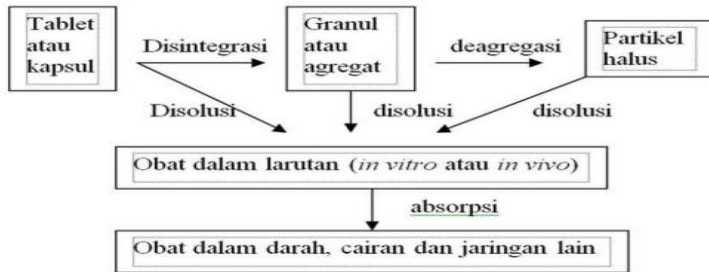 Tablet
atau
kapsul
Disintegrasi
Granul
atau
agregat
deagregasi
Partikel
halus
Disolusi
disolusi
disolusi
Obat dalam larutan (in vitro atau in vivo)
absorpsi
Obat dalam darah, cairan dan jaringan lain